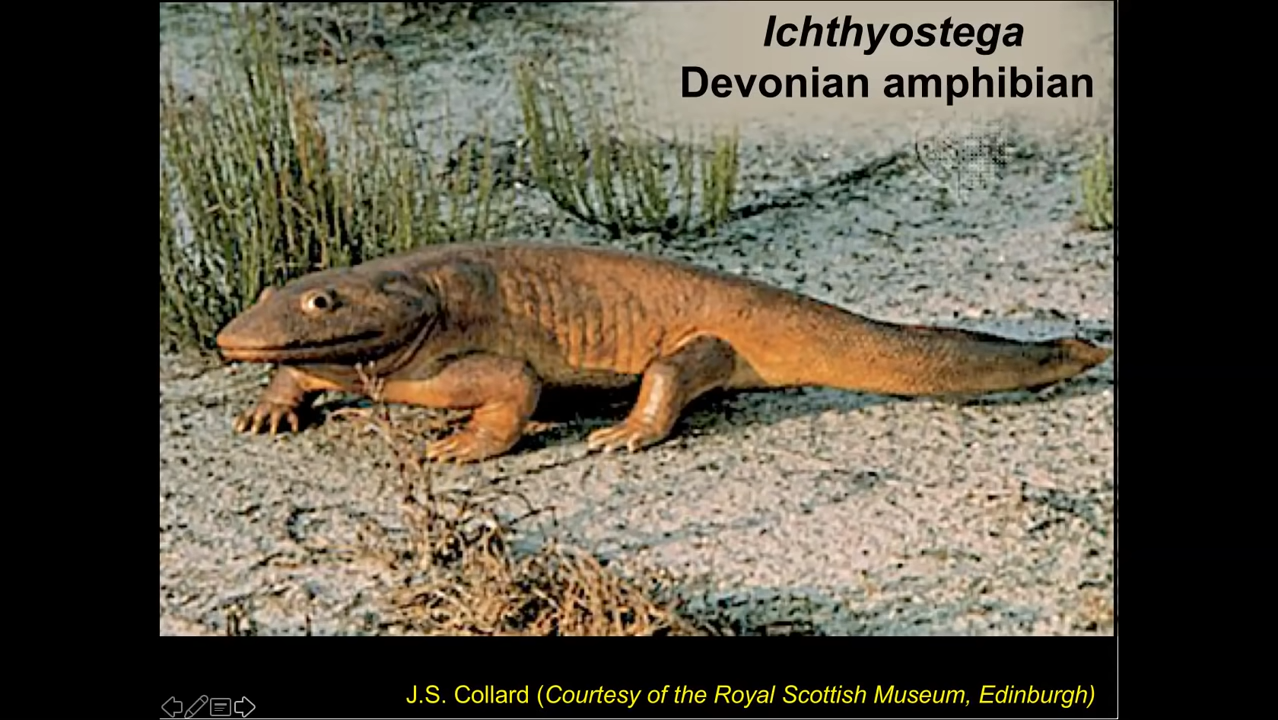 Ichthyostega
Devonian amphibian
J.S. Collard (Courtesy of the Royal Scottish Museum, Edinburgh)